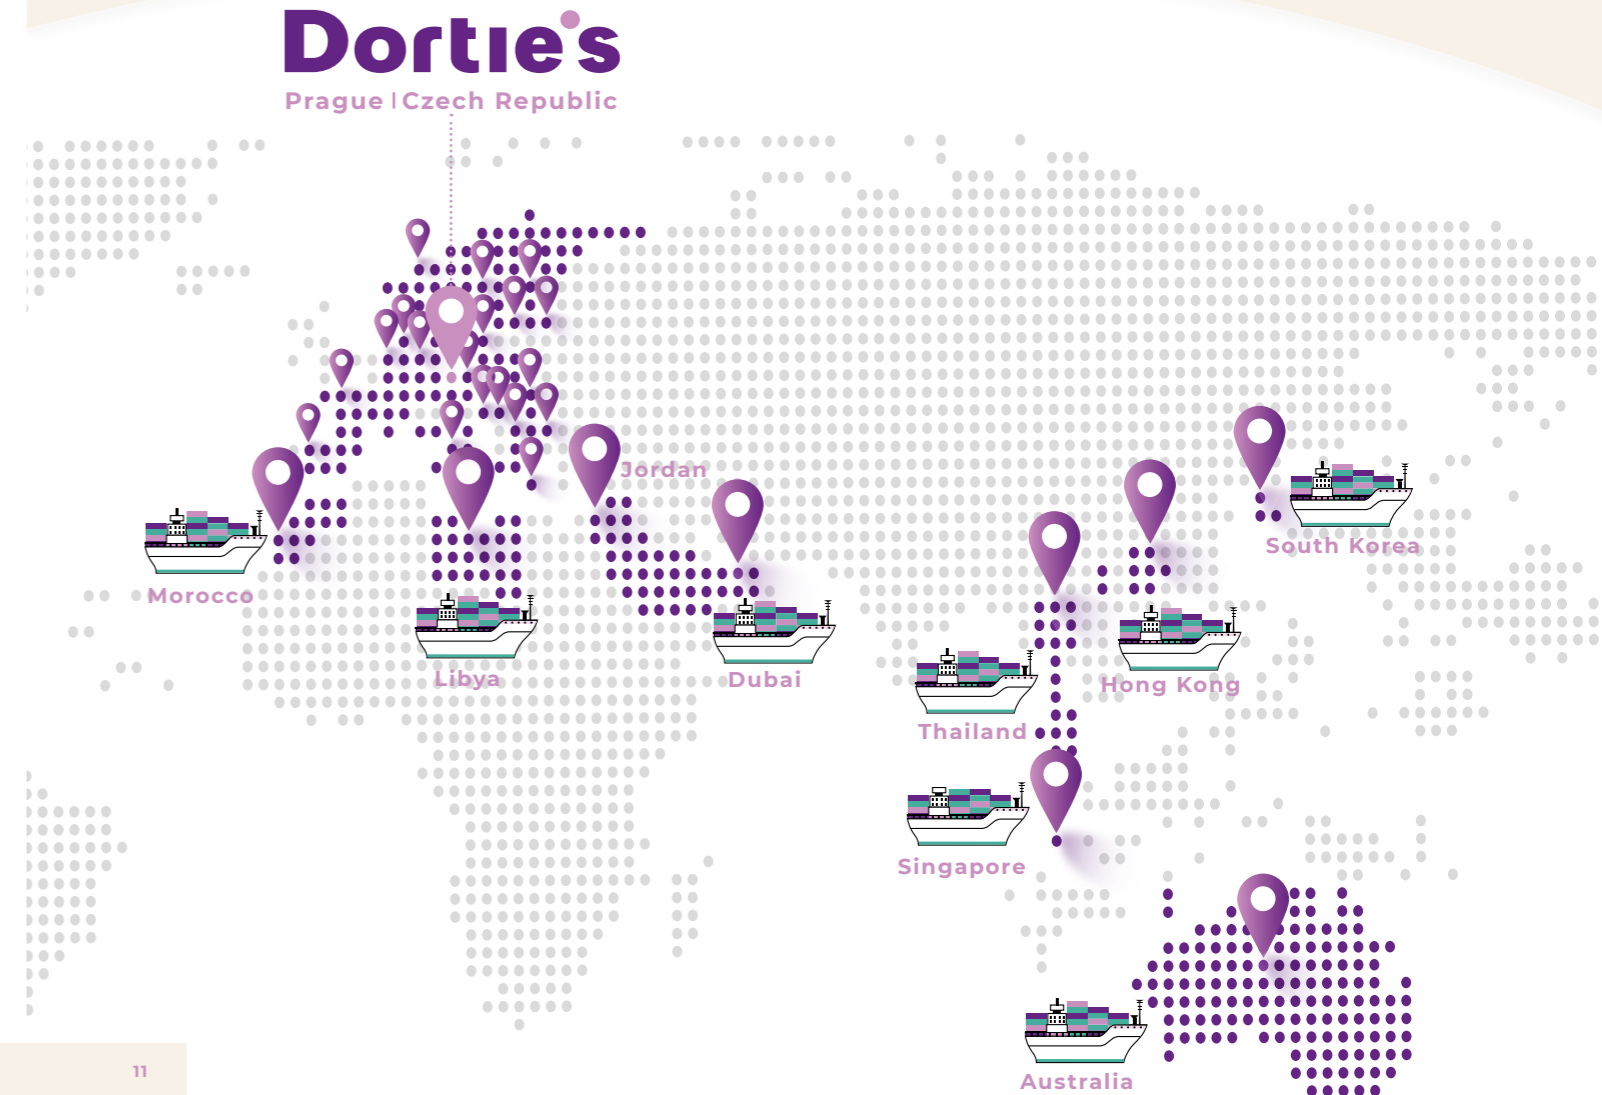 Dortie's
Prague | Czech Republic
Jordan
South Korea
Morocco
Libya
Dubai
Hong Kong
Thailand
Singapore
Australia
11